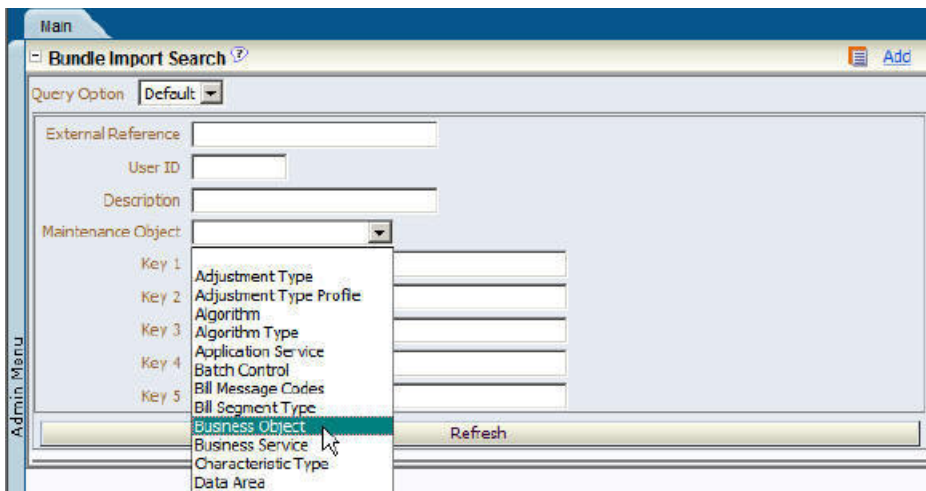 Main
Bundle Import Search ?
Add
Query Option Default
External Reference
User ID
Description
Maintenance Object
Key 1
Key 2
Key 3
Key 4
Key 5
Adjustment Type
Adjustment Type Profile
Algorithm
Algorithm Type
Application Service
Batch Control
Bill Message Codes
Bill Segment Type
Business Object
Business Service
Characteristic Type
Data Area
Refresh
Admin Menu